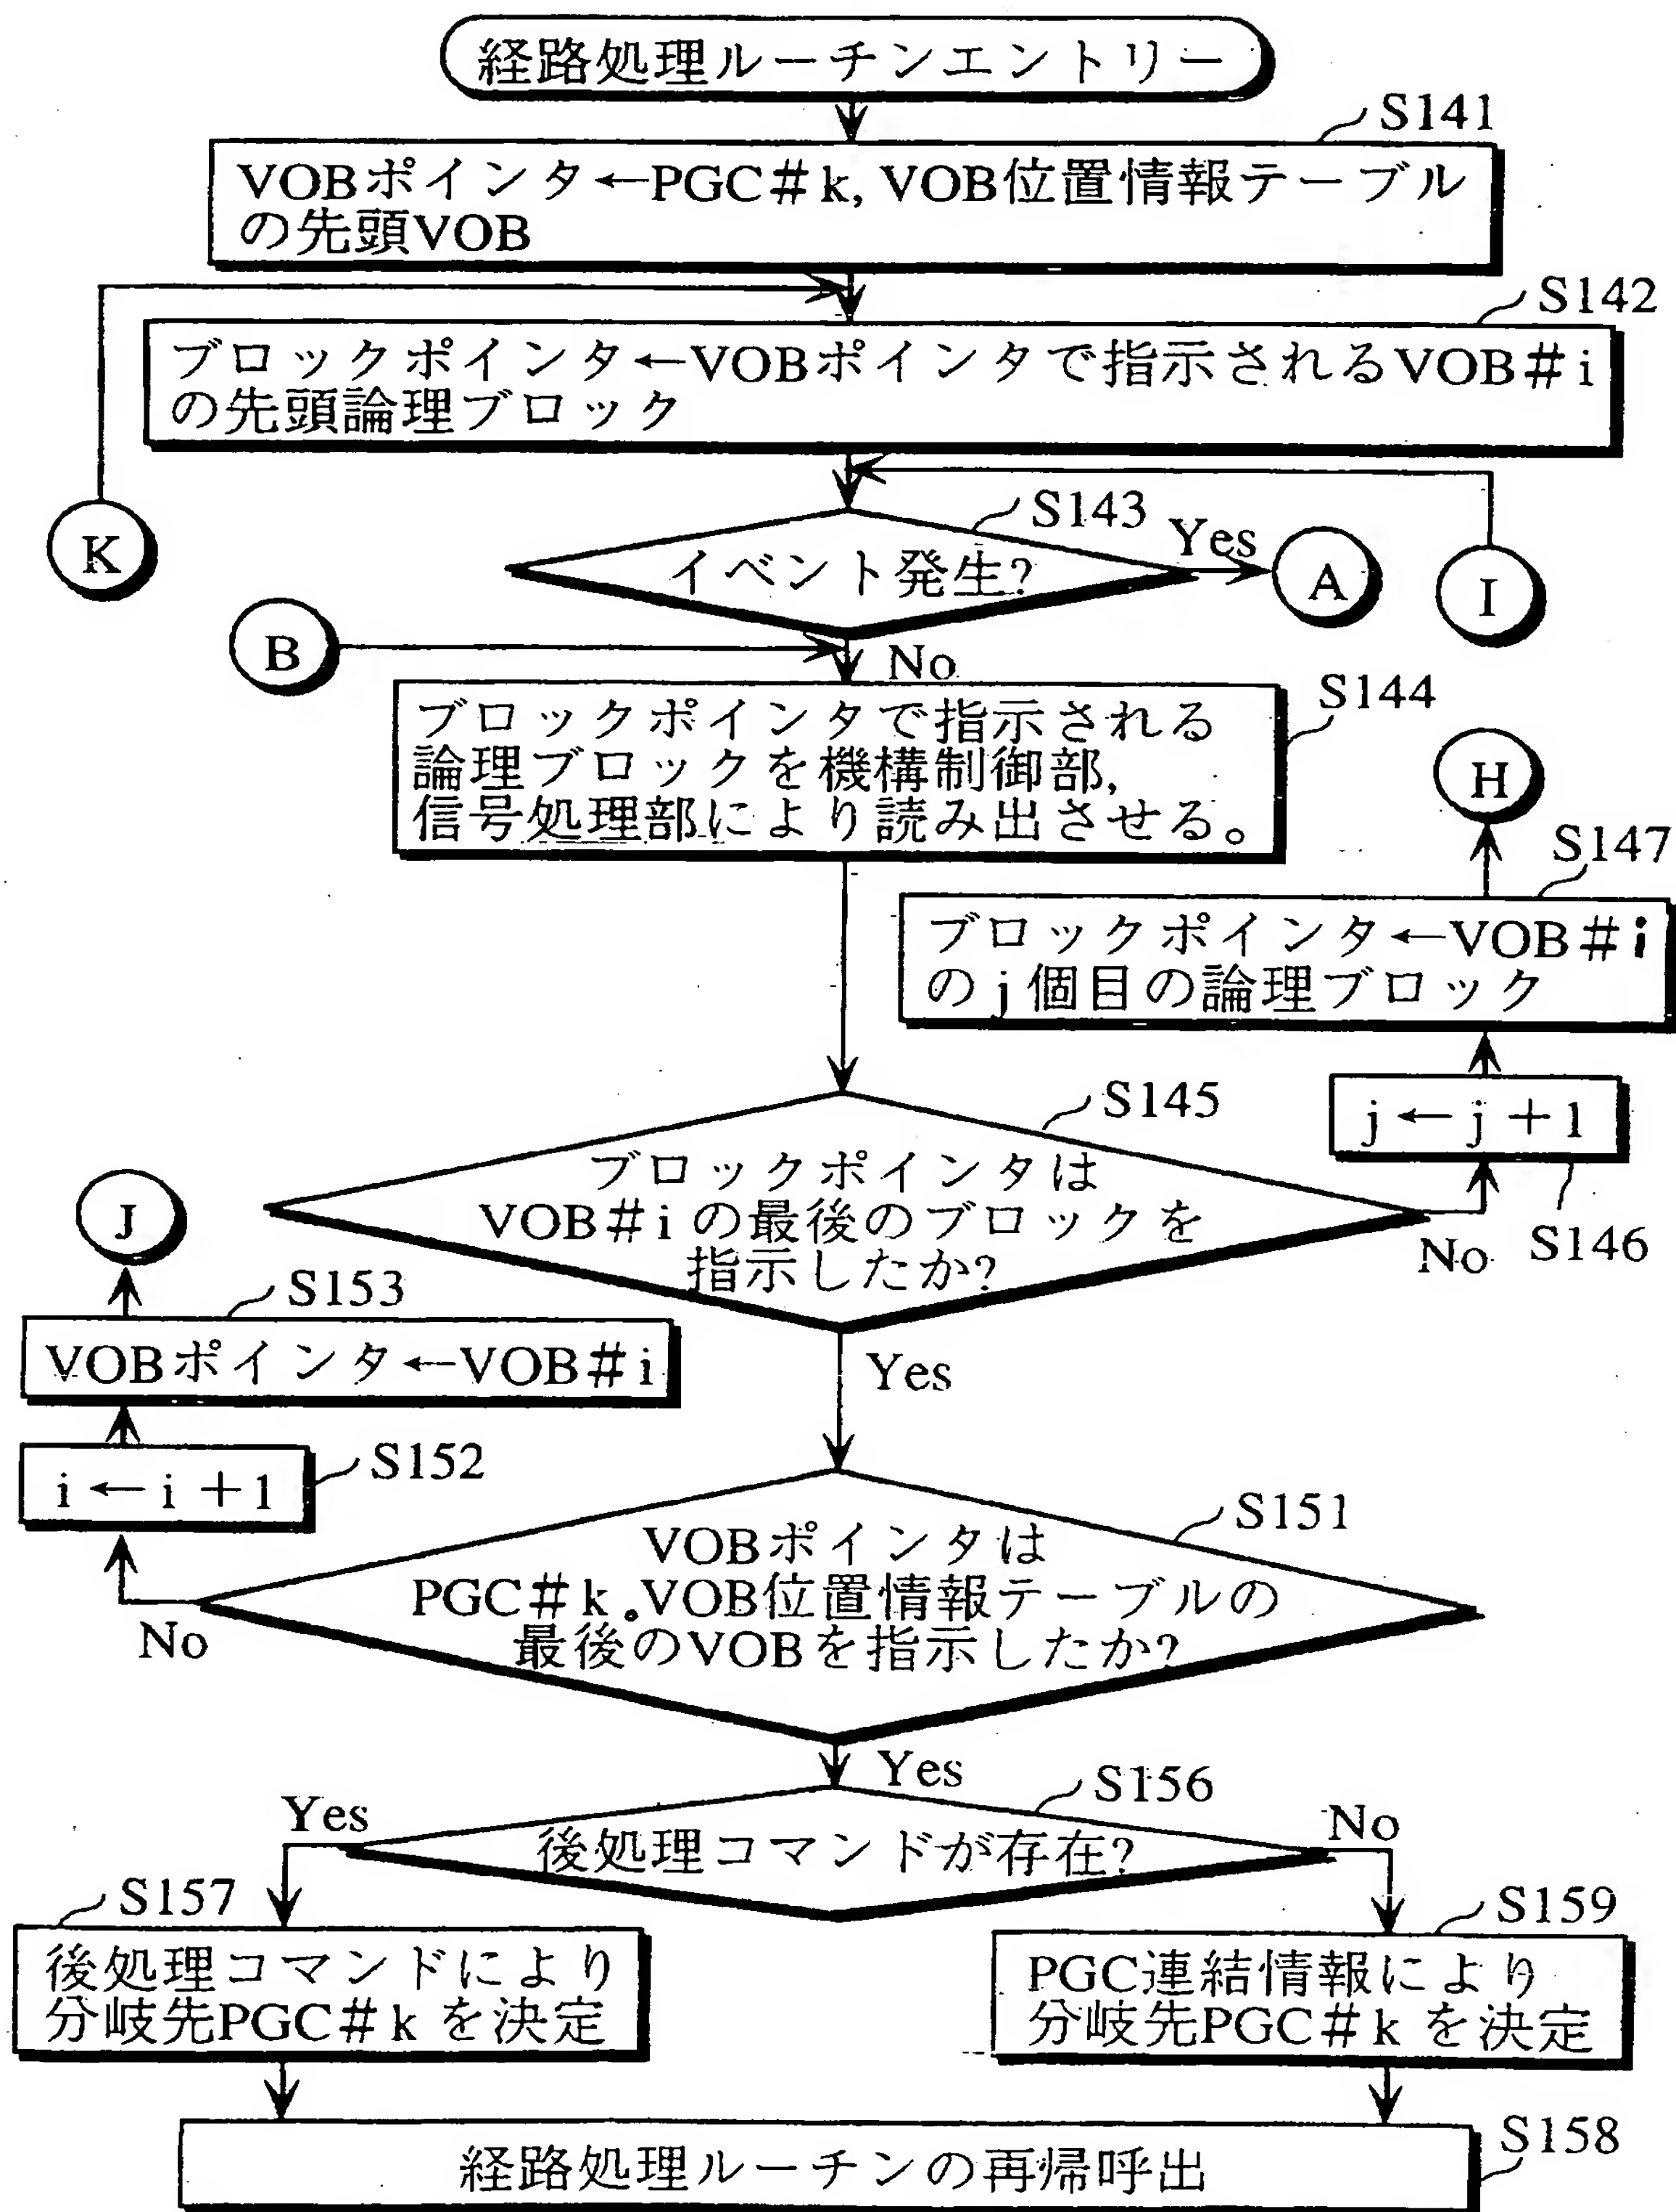 経路処理ルーチンエントリー
S141
VOBポインタ←PGC#k, VOB位置情報テーブル
の先頭VOB
S142
ブロックポインタ←VOBポインタで指示されるVOB#i
の先頭論理ブロック
K
S143
イベント発生?
Yes
A
I
B
No
S144
ブロックポインタで指示される
論理ブロックを機構制御部,
信号処理部により読み出させる。
H
S147
ブロックポインタ←VOB#i
のj個目の論理ブロック
j←j+1
S146
S145
ブロックポインタは
VOB#iの最後のブロックを
指示したか?
No
Yes
J
S153
VOBポインタ←VOB#i
S152
i←i+1
No
S151
VOBポインタは
PGC#k。VOB位置情報テーブルの
最後のVOBを指示したか?
Yes
S156
後処理コマンドが存在?
Yes
No
S157
後処理コマンドにより
分岐先PGC#kを決定
S159
PGC連結情報により
分岐先PGC#kを決定
S158
経路処理ルーチンの再帰呼出